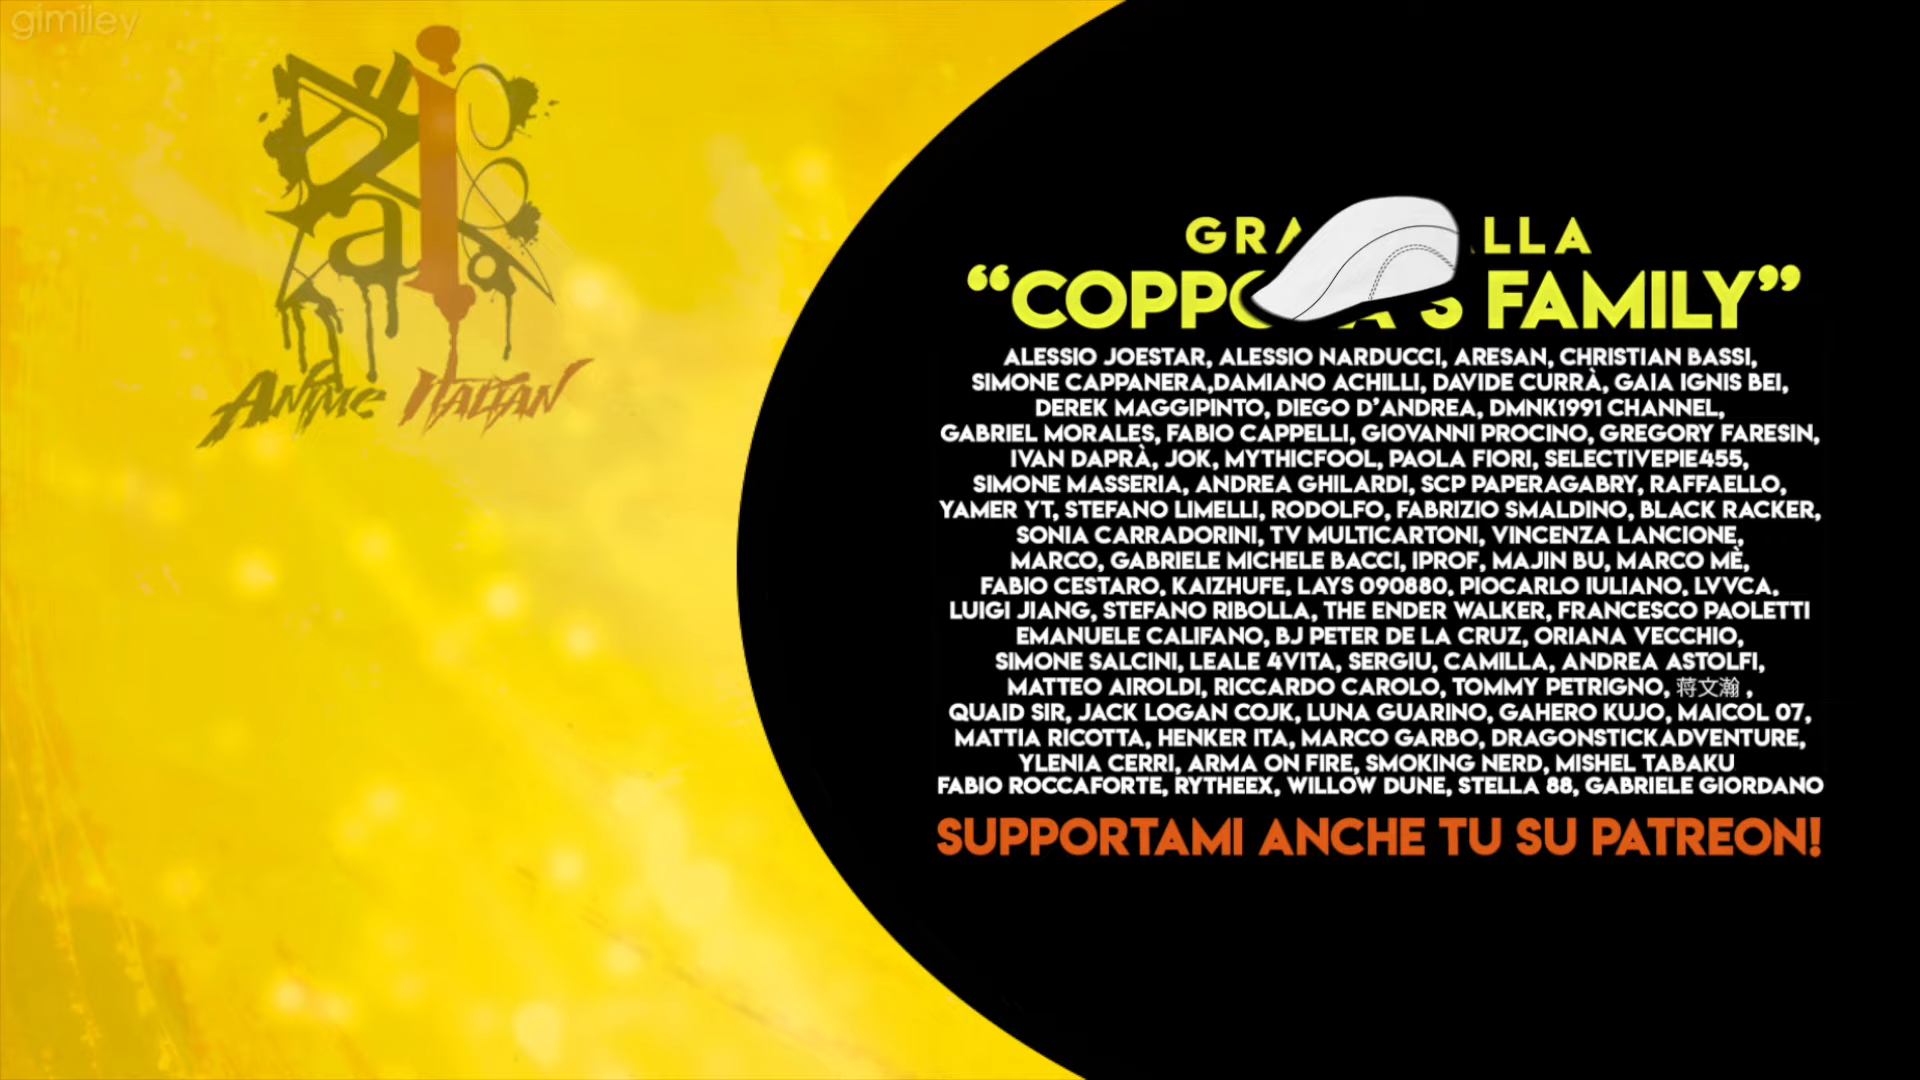 gimiley
Anime Italian
ALLA
FAMILY”
ALESSIO JOESTAR, ALESSIO NARDUCCI, ARESAN, CHRISTIAN BASSI,
SIMONE CAPPANERA,DAMIANO ACHILLI, DAVIDE CURRÀ, GAIA IGNIS BEI,
DEREK MAGGIPINTO, DIEGO D’ANDREA, DMNK1991 CHANNEL,
GABRIEL MORALES, FABIO CAPPELLI, GIOVANNI PROCINO, GREGORY FARESIN,
IVAN DAPRÀ, JOK, MYTHICFOOL, PAOLA FIORI, SELECTIVEPIE455,
SIMONE MASSERIA, ANDREA GHILARDI, SCP PAPERAGABRY, RAFFAELLO,
YAMER YT, STEFANO LIMELLI, RODOLFO, FABRIZIO SMALDINO, BLACK RACKER,
SONIA CARRADORINI, TV MULTICARTONI, VINCENZA LANCIONE,
MARCO, GABRIELE MICHELE BACCI, IPROF, MAJIN BU, MARCO MÈ,
FABIO CESTARO, KAIZHUFE, LAYS 090880, PIOCARLO IULIANO, LVVCA,
LUIGI JIANG, STEFANO RIBOLLA, THE ENDER WALKER, FRANCESCO PAOLETTI
EMANUELE CALIFANO, BJ PETER DE LA CRUZ, ORIANA VECCHIO,
SIMONE SALCINI, LEALE 4VITA, SERGIU, CAMILLA, ANDREA ASTOLFI,
MATTEO AIROLDI, RICCARDO CAROLO, TOMMY PETRIGNO, 蒋文瀚 ,
QUAID SIR, JACK LOGAN COJK, LUNA GUARINO, GAHERO KUJO, MAICOL 07,
MATTIA RICOTTA, HENKER ITA, MARCO GARBO, DRAGONSTICKADVENTURE,
YLENIA CERRI, ARMA ON FIRE, SMOKING NERD, MISHEL TABAKU
FABIO ROCCAFORTE, RYTHEEX, WILLOW DUNE, STELLA 88, GABRIELE GIORDANO
SUPPORTAMI ANCHE TU SU PATREON!